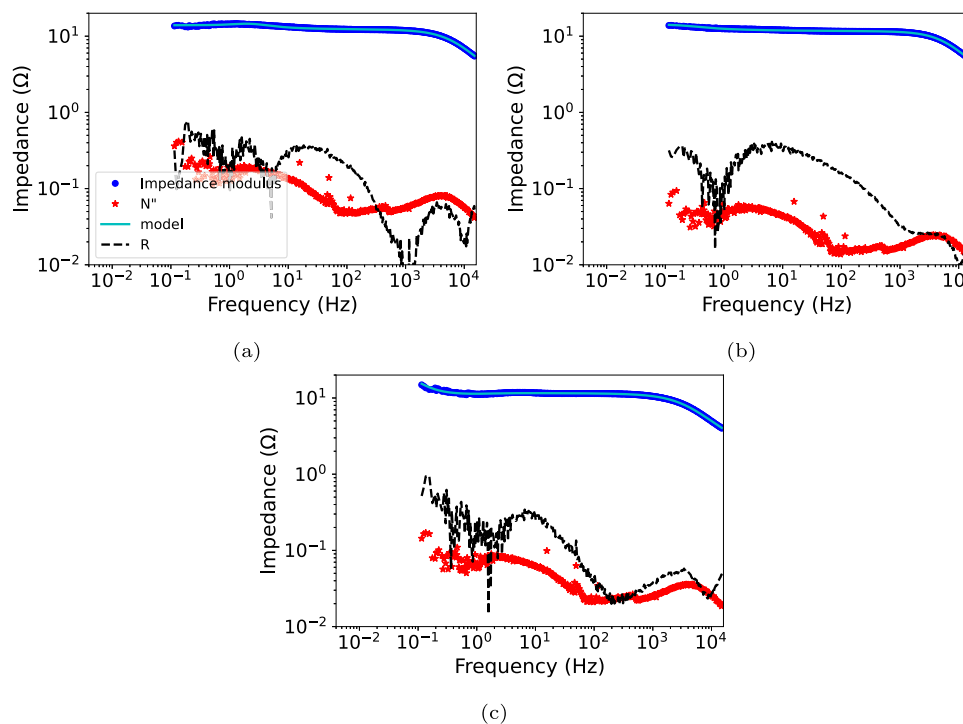 10¹
10⁰
10⁻¹
10⁻²
Impedance (Ω)
Impedance modulus
N"
model
R
10⁻² 10⁻¹ 10⁰ 10¹ 10² 10³ 10⁴
Frequency (Hz)
(a)
10¹
10⁰
10⁻¹
10⁻²
Impedance (Ω)
10⁻² 10⁻¹ 10⁰ 10¹ 10² 10³ 10
Frequency (Hz)
(b)
10¹
10⁰
10⁻¹
10⁻²
Impedance (Ω)
10⁻² 10⁻¹ 10⁰ 10¹ 10² 10³ 10⁴
Frequency (Hz)
(c)